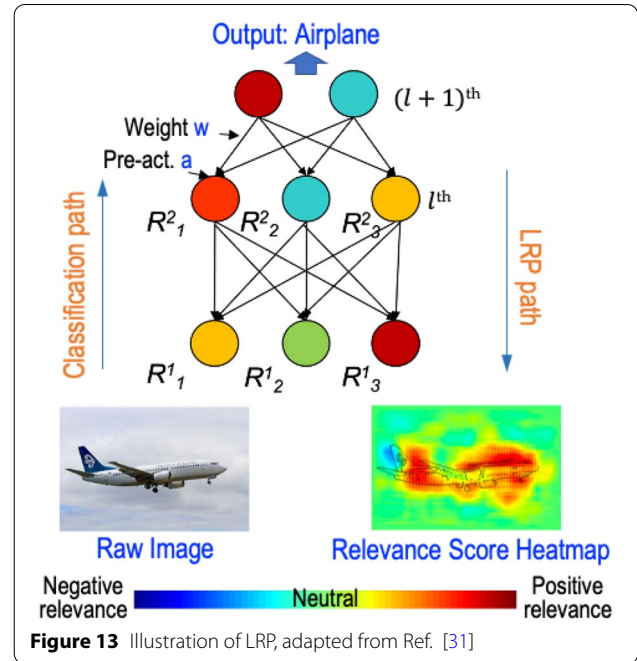 Output: Airplane
(l + 1)th
Weight w
Pre-act. a
lth
R²₁ R²₂ R²₃
Classification path
LRP path
R¹₁ R¹₂ R¹₃
Raw Image
Relevance Score Heatmap
Negative relevance
Neutral
Positive relevance
Figure 13 Illustration of LRP, adapted from Ref. [31]